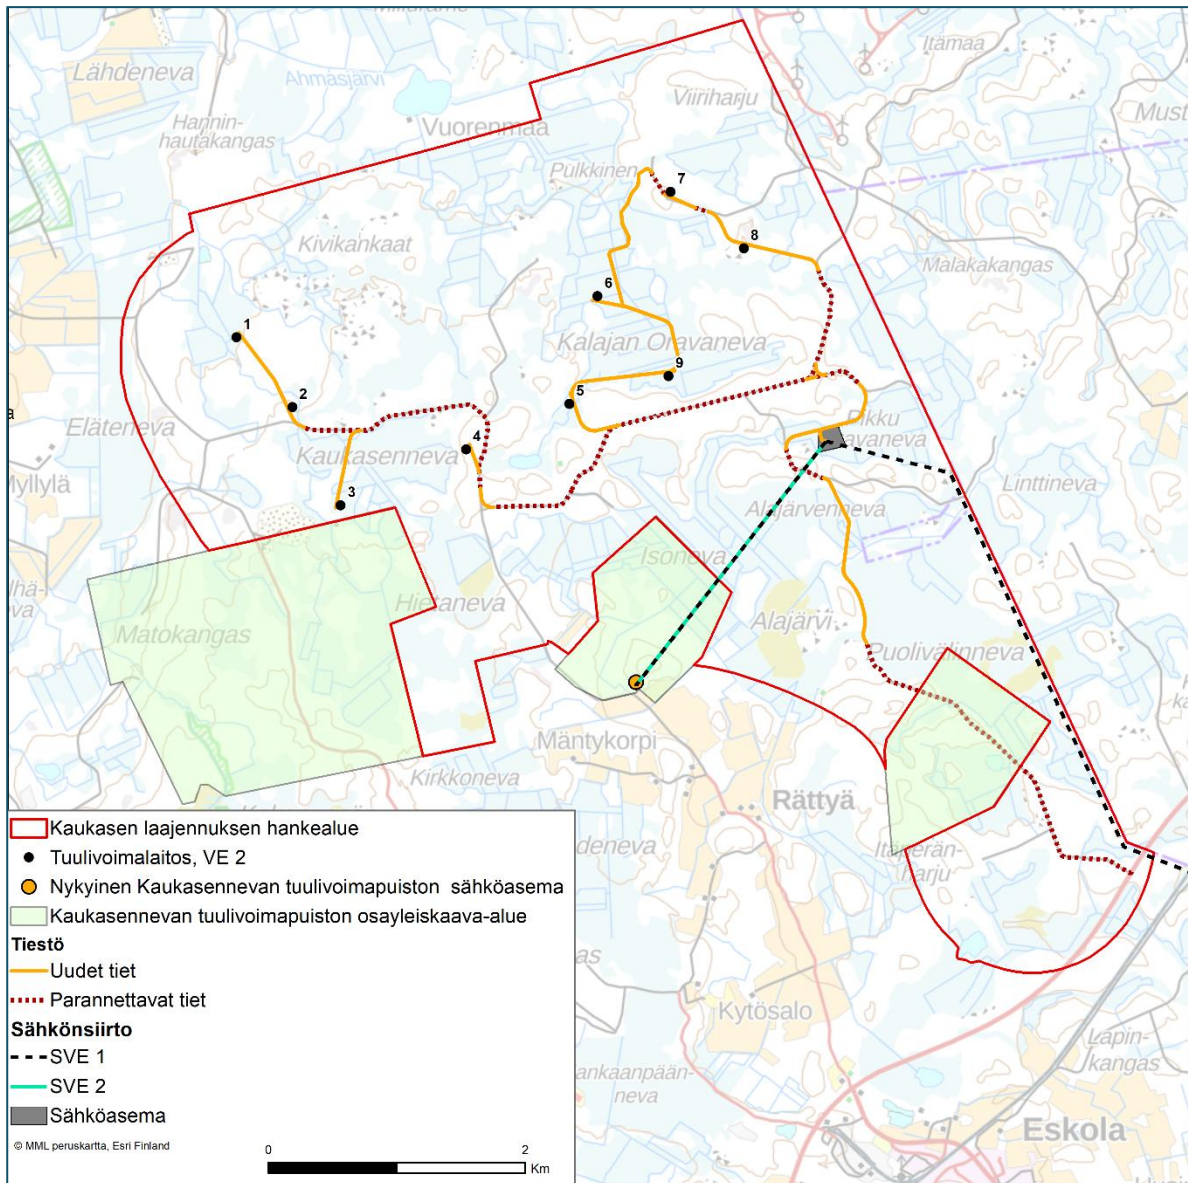 Lähdeneva
Ahmasjärvi
Itämaa
Viiriharju
Hannin-
hautakangas
Vuorenmaa
Pulkkinen
7
Kivikankaat
8
Malakakangas
6
1
Kalajan Oravaneva
9
2
5
Eläteneva
Kaukasenneva
4
Myllylä
Linttineva
3
Alajärvenneva
Isoneva
Hietaneva
Matokangas
Alajärvi
Puolivälinneva
Mäntykorpi
Kirkkoneva
Rättyä
Itäperän-
harju
Kytösalo
Lapin-
kangas
Eskola
Kaukasen laajennuksen hankealue
Tuulivoimalaitos, VE 2
Nykyinen Kaukasennevan tuulivoimapuiston sähköasema
Kaukasennevan tuulivoimapuiston osayleiskaava-alue
Tiestö
Uudet tiet
Parannettavat tiet
Sähkönsiirto
SVE 1
SVE 2
Sähköasema
© MML peruskartta, Esri Finland
0 2
Km